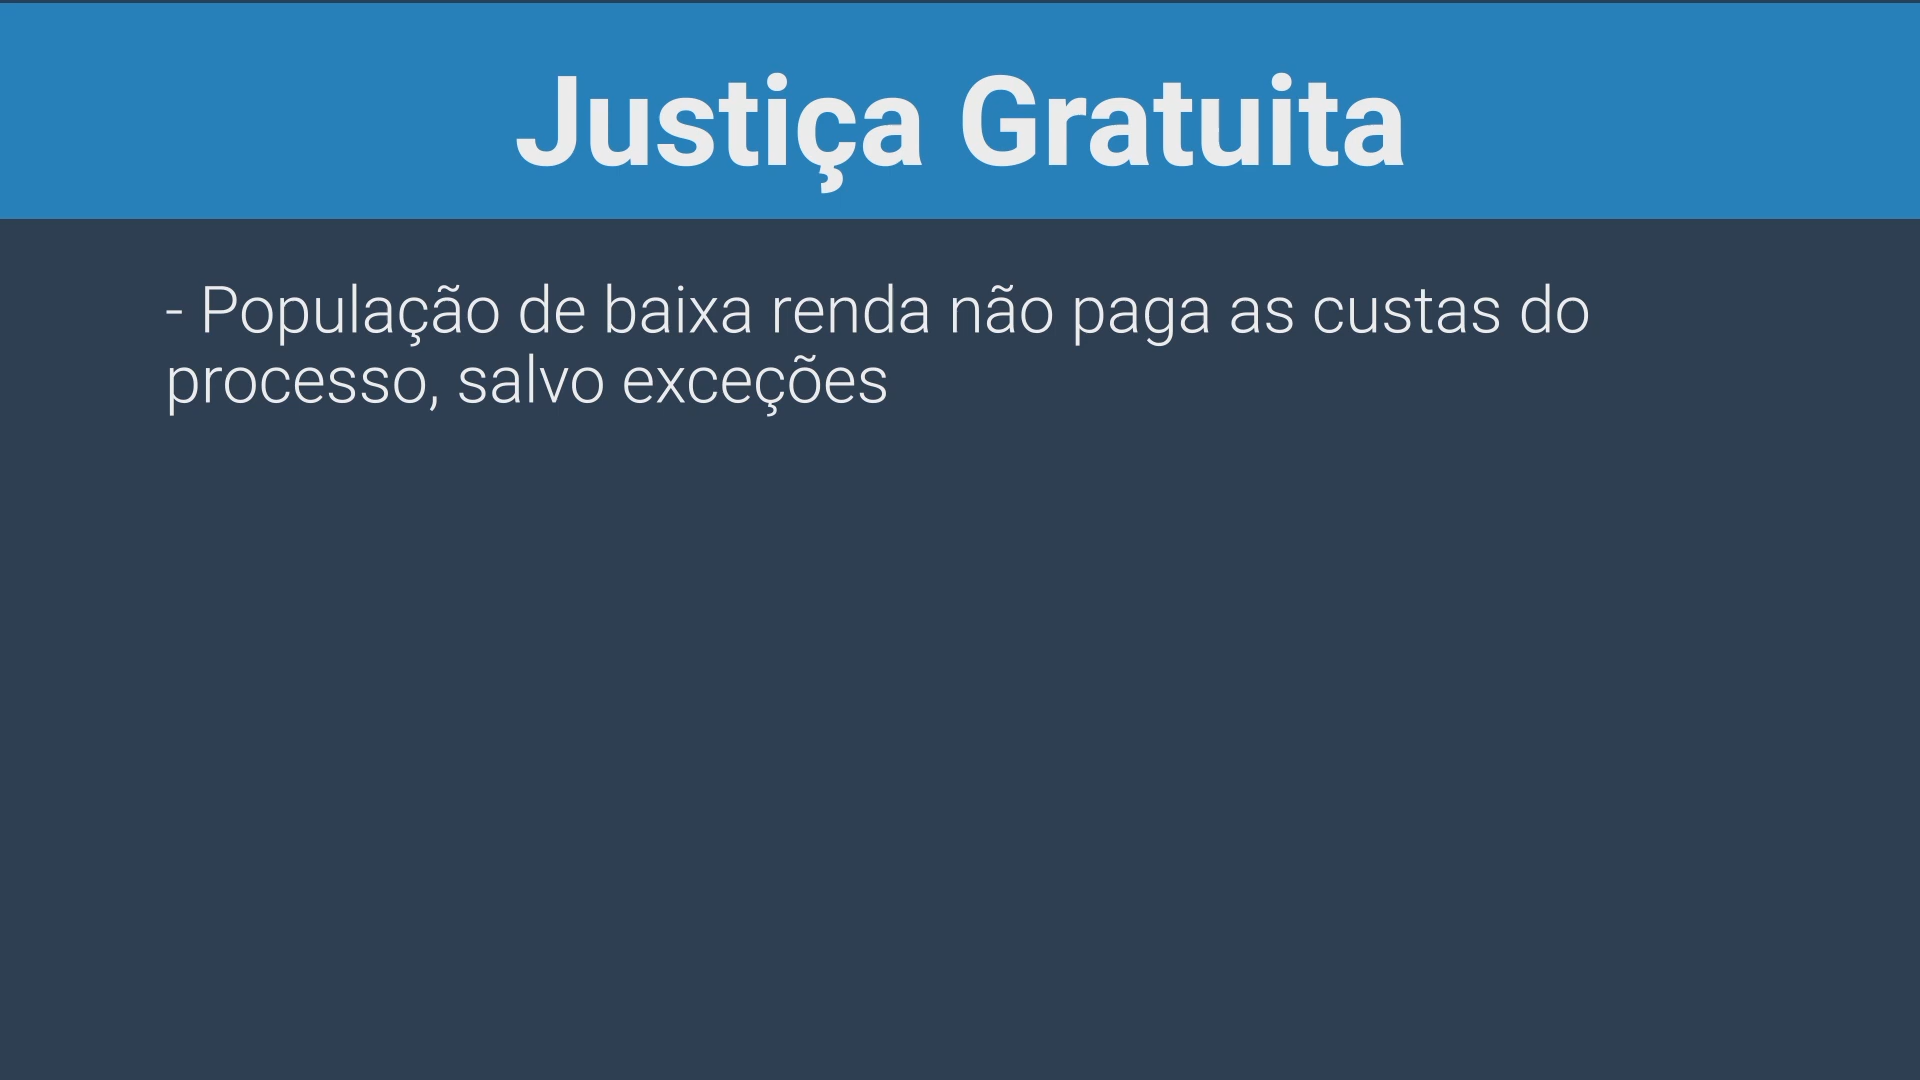 Justiça Gratuita
- População de baixa renda não paga as custas do
processo, salvo exceções